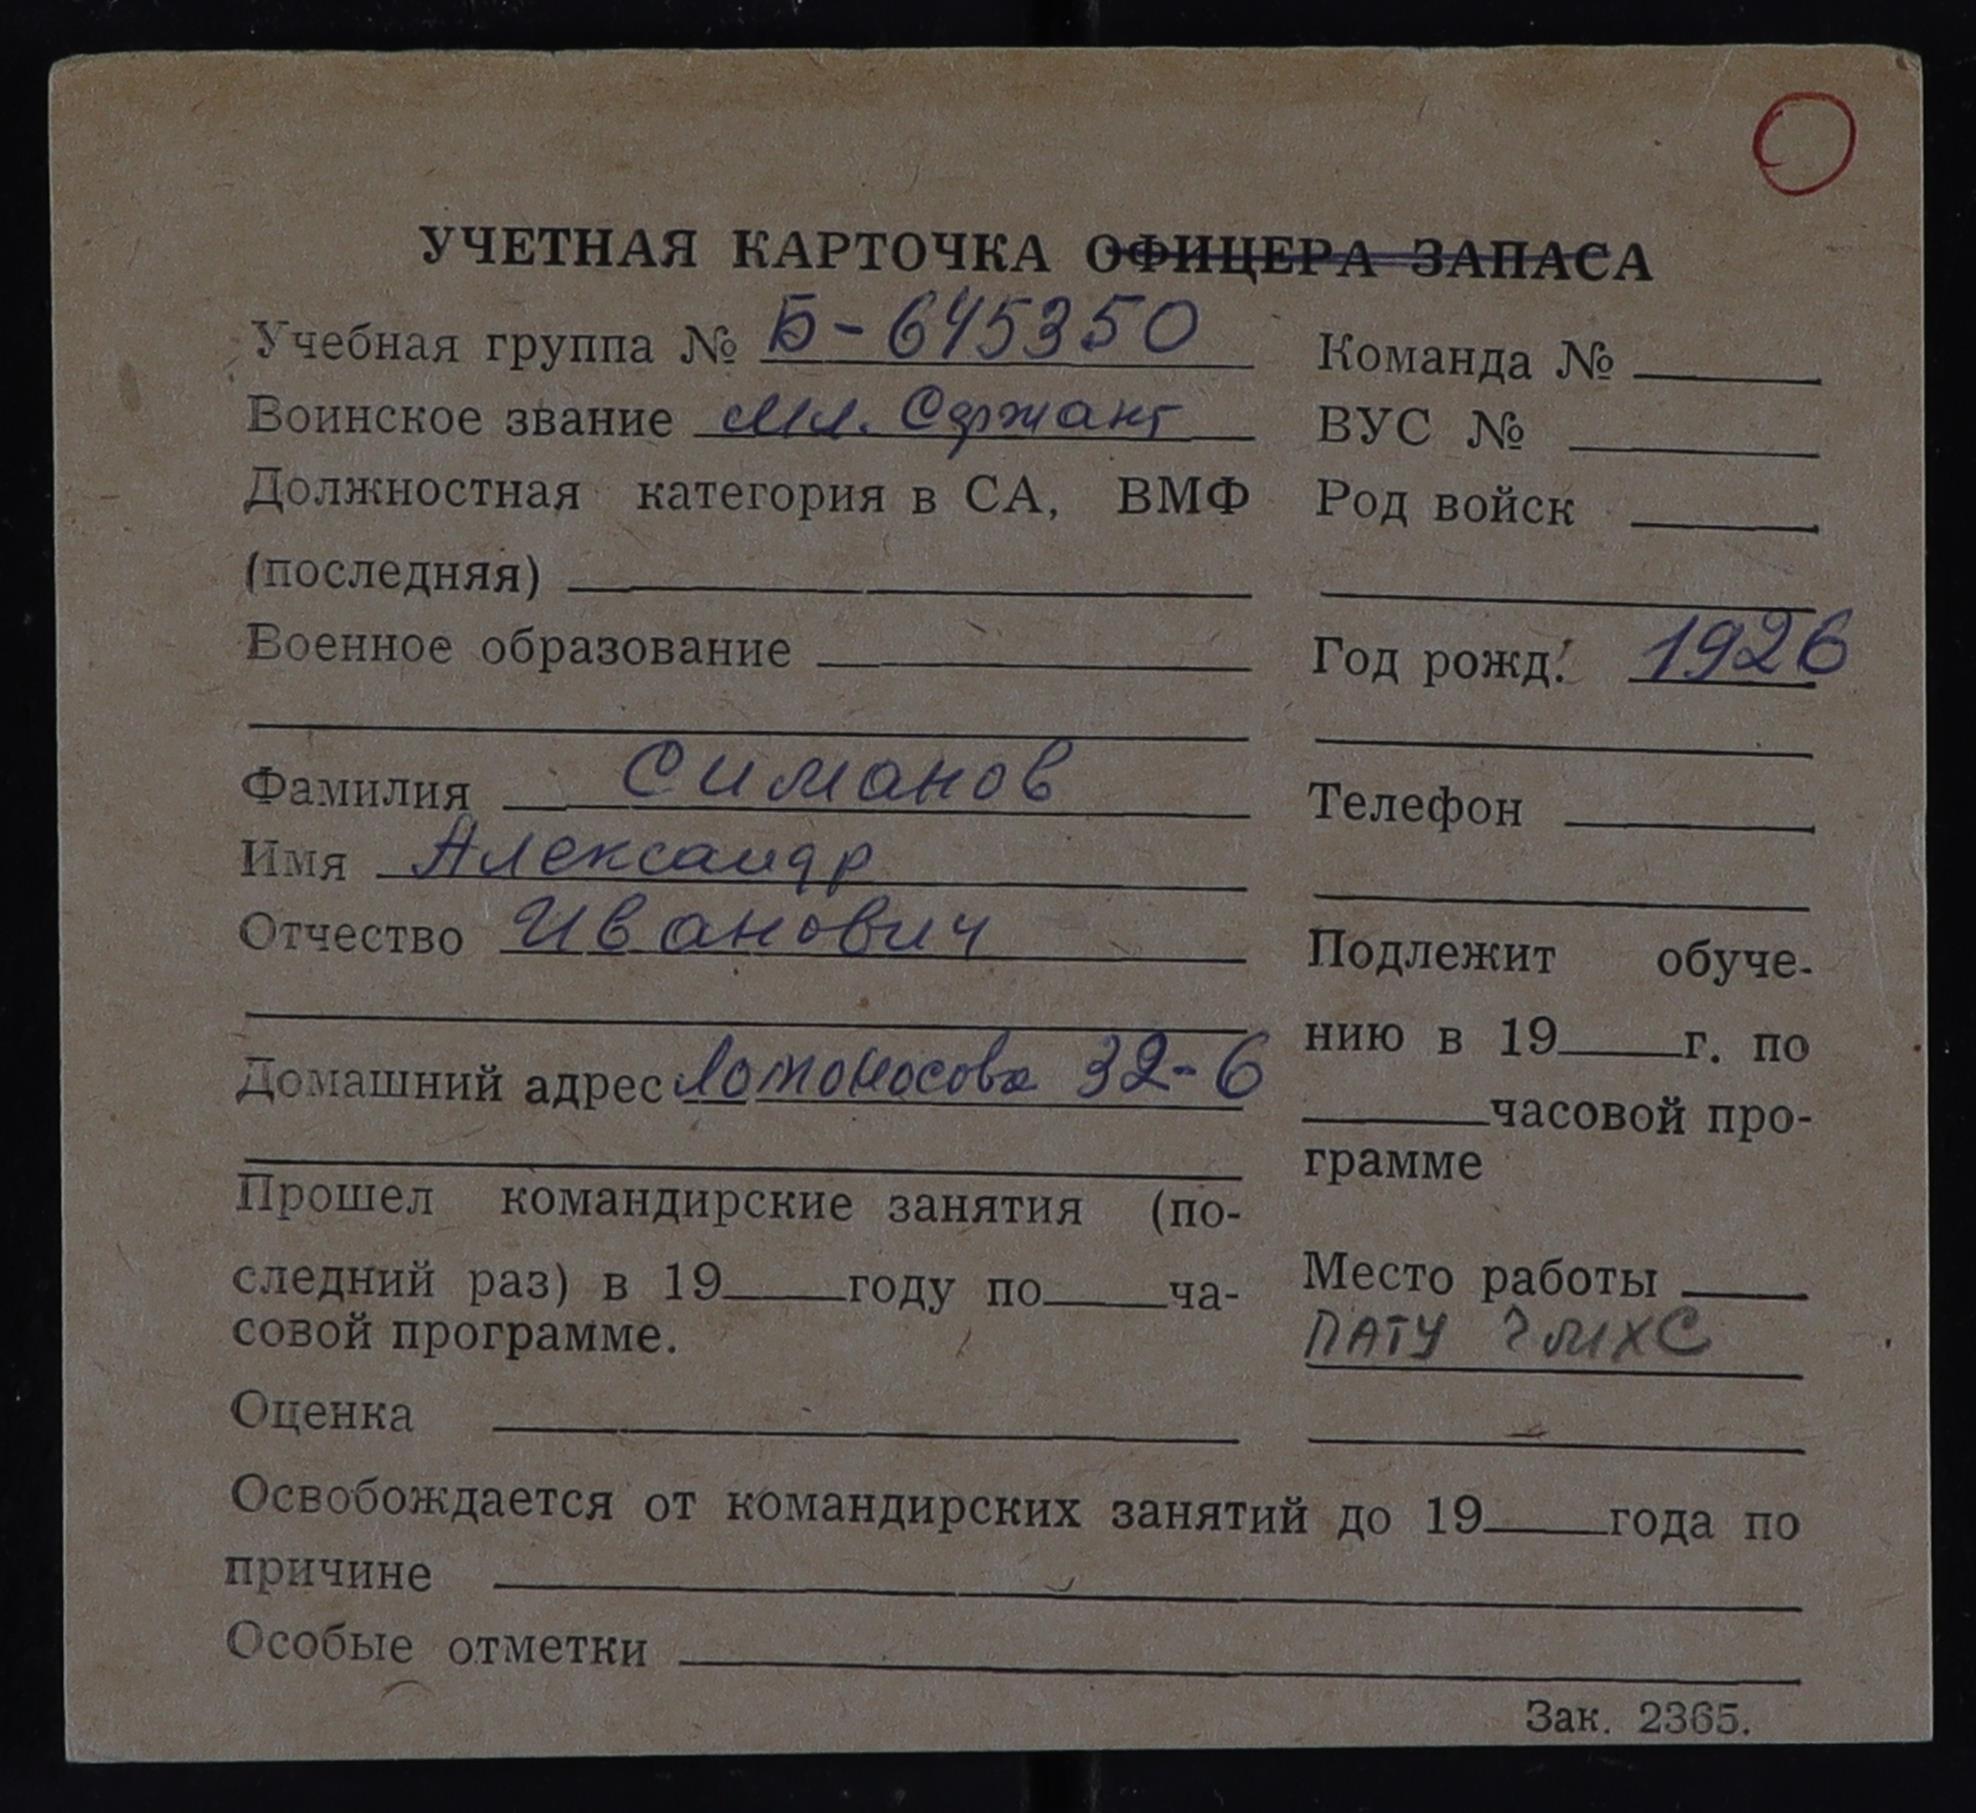 УЧЕТНАЯ КАРТОЧКА ОФИЦЕРА ЗАПАСА
Учебная группа № Б-645350
Воинское звание мл. Сержант
Должностная категория в СА, ВМФ
(последняя)
Военное образование
Фамилия Симанов
Имя Александр
Отчество Иванович
Домашний адрес Ломоносова 32-6
Прошел командирские занятия (по-
следний раз) в 19 году по ча-
совой программе.
Оценка
Команда №
ВУС №
Род войск
Год рожд. 1926
Телефон
Подлежит обуче-
нию в 19 г. по
часовой про-
грамме
Место работы
ПАТУ
Освобождается от командирских занятий до 19 года по
причине
Особые отметки
Зак. 2365.